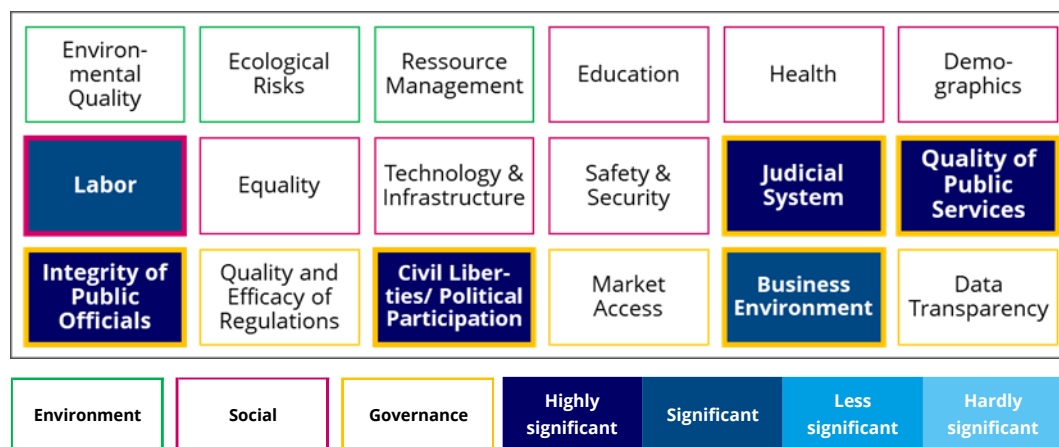 Environ-
mental
Quality
Ecological
Risks
Ressource
Management
Education
Health
Demo-
graphics
Labor
Equality
Technology &
Infrastructure
Safety &
Security
Judicial
System
Quality of
Public
Services
Integrity of
Public
Officials
Quality and
Efficacy of
Regulations
Civil Liber-
ties/ Political
Participation
Market
Access
Business
Environment
Data
Transparency
Environment
Social
Governance
Highly
significant
Significant
Less
significant
Hardly
significant